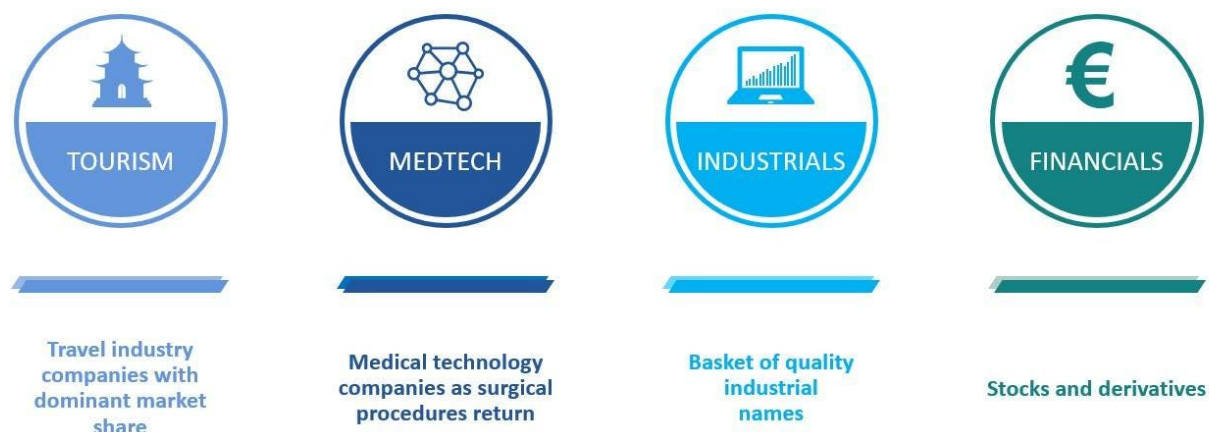 TOURISM
MEDTECH
INDUSTRIALS
€
FINANCIALS
Travel industry
companies with
dominant market
share
Medical technology
companies as surgical
procedures return
Basket of quality
industrial
names
Stocks and derivatives